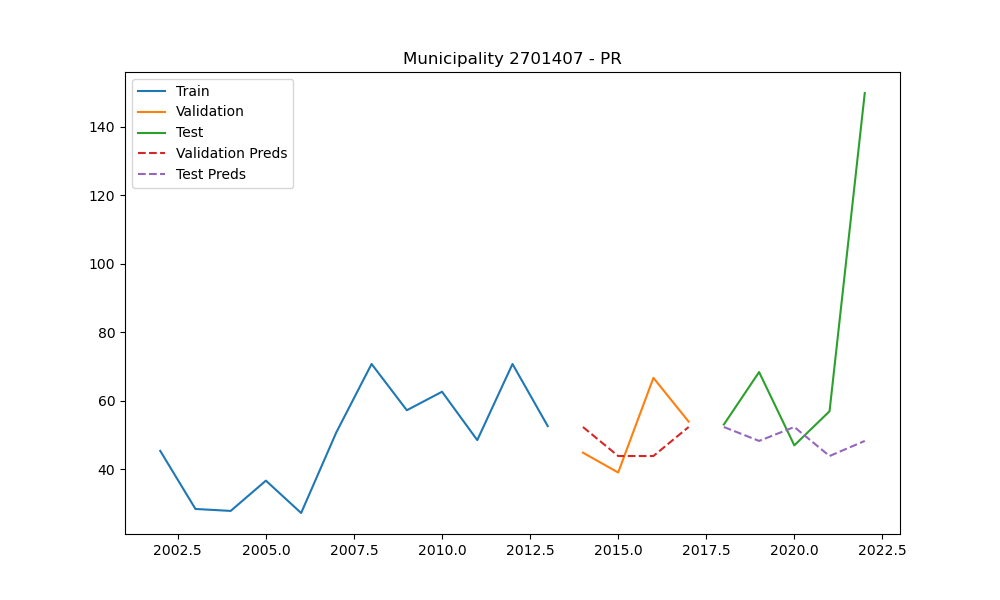 Municipality 2701407 - PR
Train
Validation
Test
Validation Preds
Test Preds
140
120
100
80
60
40
2002.5 2005.0 2007.5 2010.0 2012.5 2015.0 2017.5 2020.0 2022.5